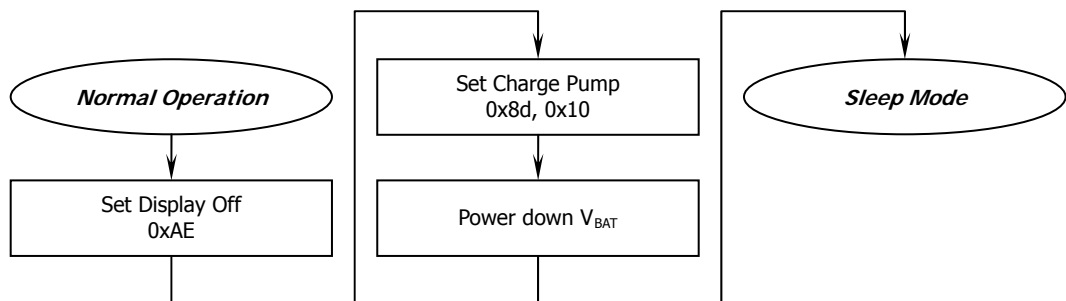 Normal Operation
Set Display Off
0xAE
Set Charge Pump
0x8d, 0x10
Power down VBAT
Sleep Mode